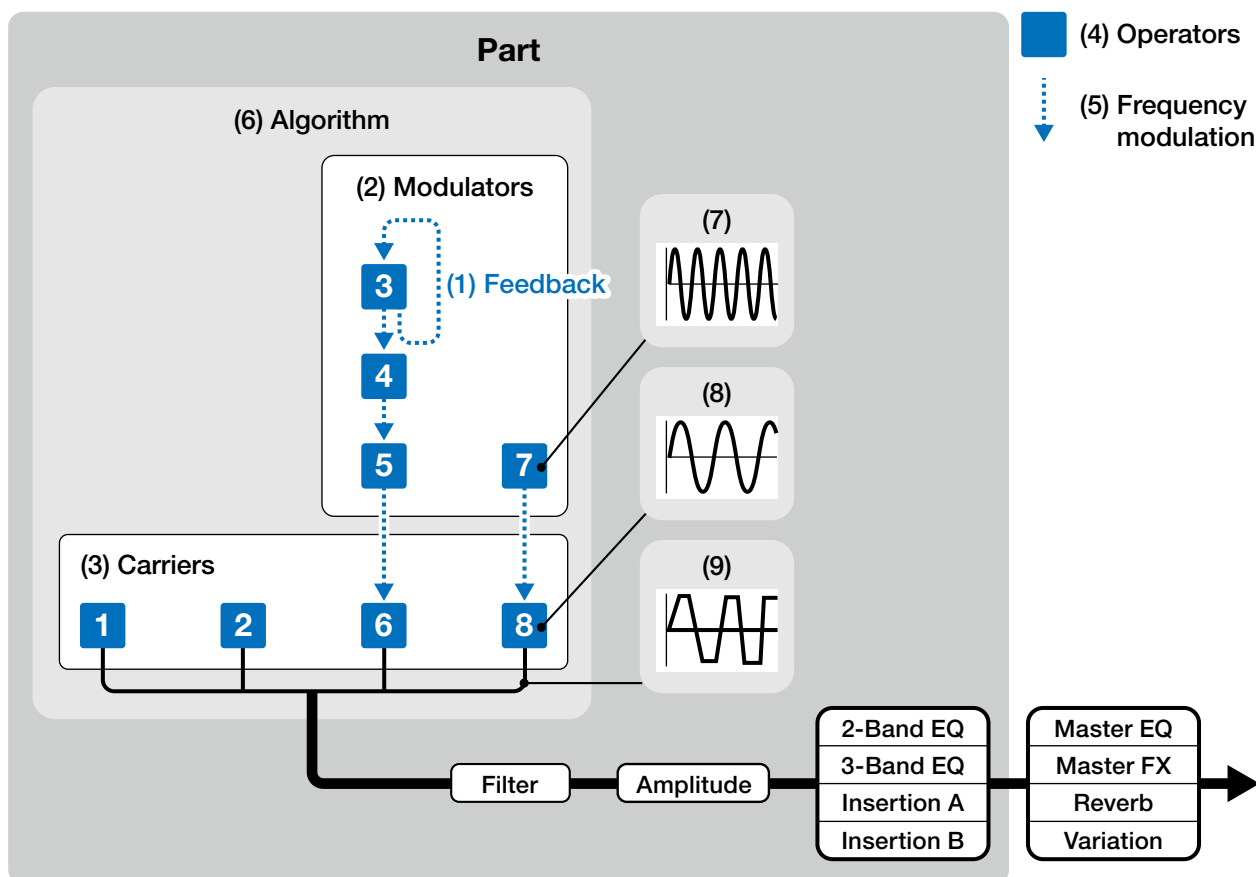 Part
(4) Operators
(5) Frequency
modulation
(6) Algorithm
(2) Modulators
3
(1) Feedback
4
5
7
(7)
(8)
(9)
(3) Carriers
1
2
6
8
Filter
Amplitude
2-Band EQ
3-Band EQ
Insertion A
Insertion B
Master EQ
Master FX
Reverb
Variation